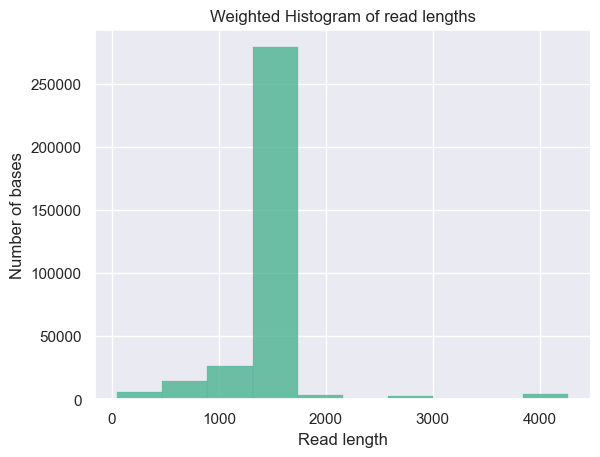 Weighted Histogram of read lengths
Number of bases
250000
200000
150000
100000
50000
0
0 1000 2000 3000 4000
Read length